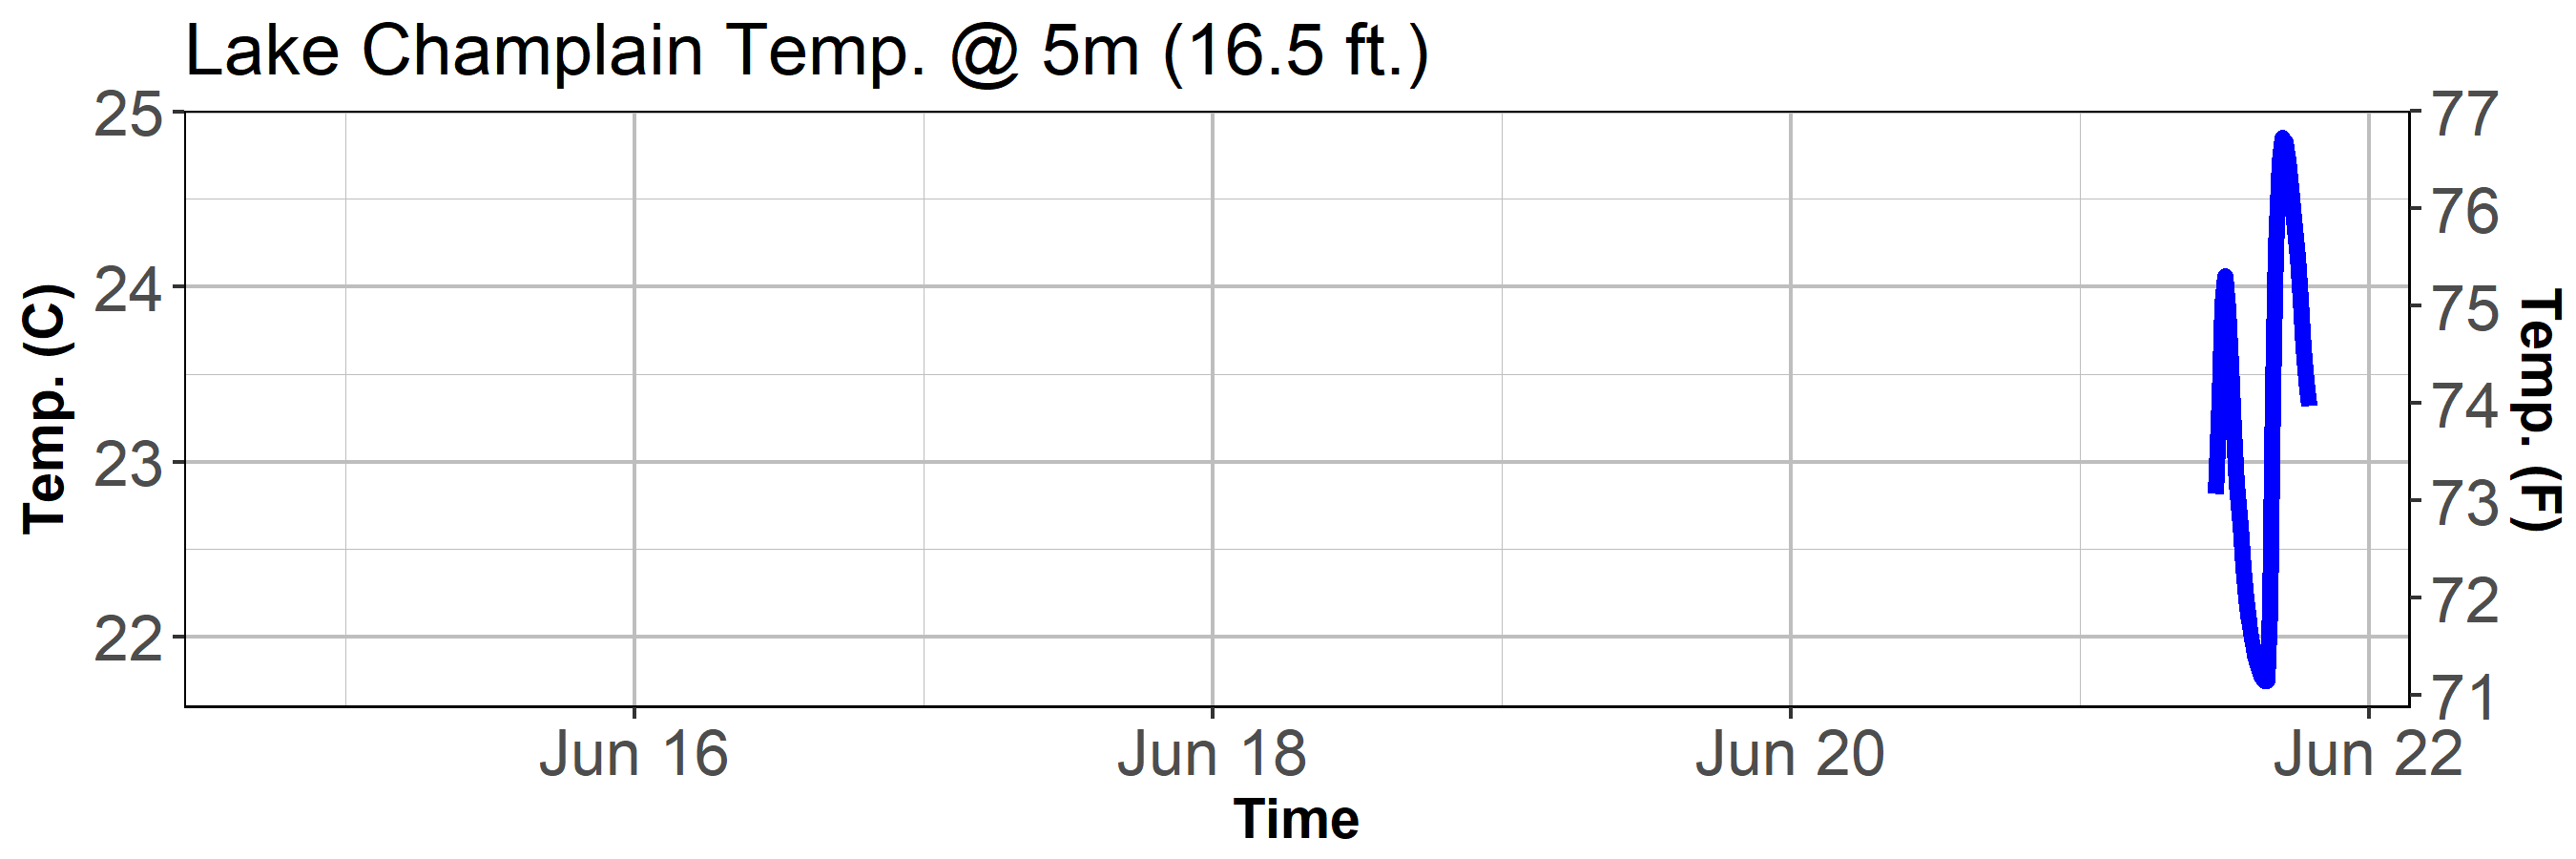 Lake Champlain Temp. @ 5m (16.5 ft.)
25
24
23
22
Temp. (C)
77
76
75
74
73
72
71
Temp. (F)
Jun 16
Jun 18
Jun 20
Jun 22
Time